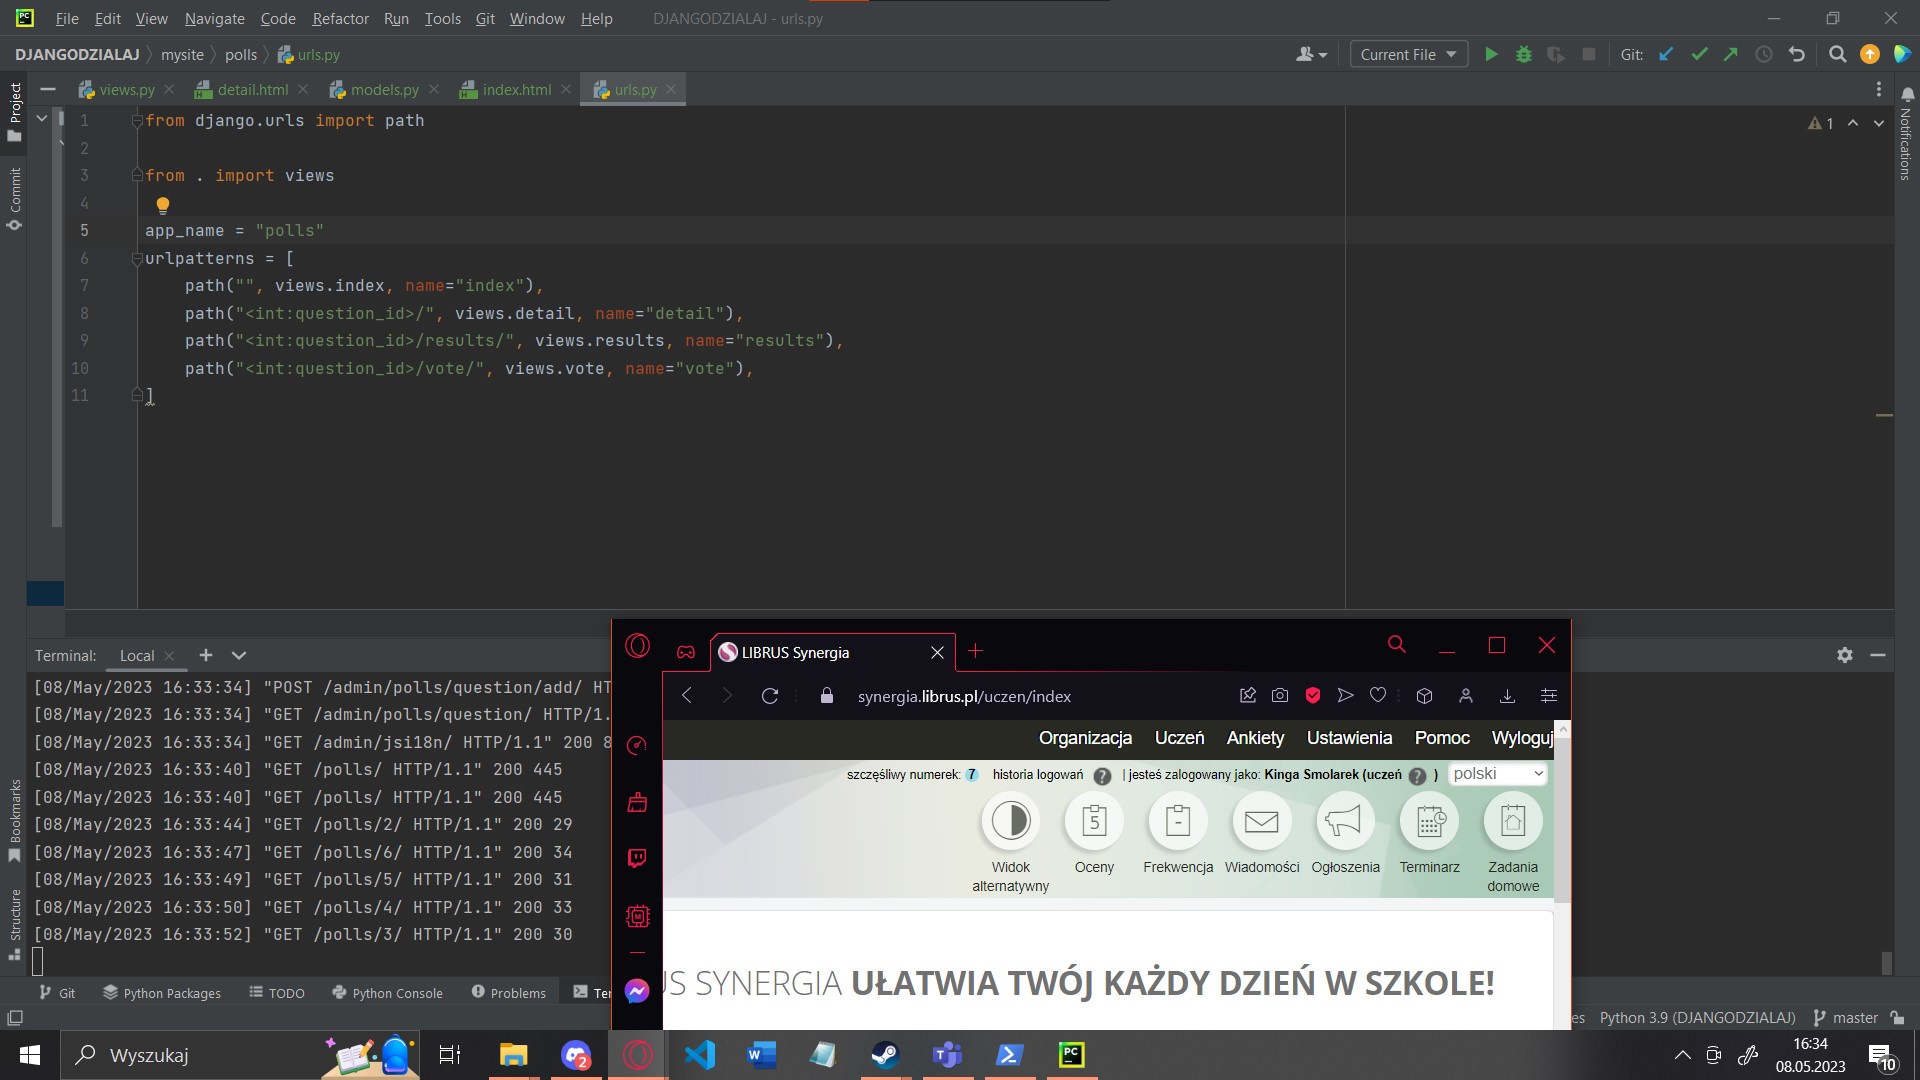 File Edit View Navigate Code Refactor Run Tools Git Window Help DJANGODZIALAJ - urls.py
DJANGODZIALAJ mysite polls urls.py
Current File Git:
views.py detail.html models.py index.html urls.py
Project
Commit
Bookmarks
Structure
Notifications
1
1 from django.urls import path
2
3 from . import views
4
5 app_name = "polls"
6 urlpatterns = [
7 path("", views.index, name="index"),
8 path("<int:question_id>/", views.detail, name="detail"),
9 path("<int:question_id>/results/", views.results, name="results"),
10 path("<int:question_id>/vote/", views.vote, name="vote"),
11 ]
Terminal: Local
[08/May/2023 16:33:34] "POST /admin/polls/question/add/ HT
[08/May/2023 16:33:34] "GET /admin/polls/question/ HTTP/1.
[08/May/2023 16:33:34] "GET /admin/jsi18n/ HTTP/1.1" 200 8
[08/May/2023 16:33:40] "GET /polls/ HTTP/1.1" 200 445
[08/May/2023 16:33:40] "GET /polls/ HTTP/1.1" 200 445
[08/May/2023 16:33:44] "GET /polls/2/ HTTP/1.1" 200 29
[08/May/2023 16:33:47] "GET /polls/6/ HTTP/1.1" 200 34
[08/May/2023 16:33:49] "GET /polls/5/ HTTP/1.1" 200 31
[08/May/2023 16:33:50] "GET /polls/4/ HTTP/1.1" 200 33
[08/May/2023 16:33:52] "GET /polls/3/ HTTP/1.1" 200 30
LIBRUS Synergia
synergia.librus.pl/uczen/index
Organizacja Uczeń Ankiety Ustawienia Pomoc Wyloguj
szczęśliwy numerek: 7 historia logowań ? | jesteś zalogowany jako: Kinga Smolarek (uczeń ? ) polski
5
Widok alternatywny
Oceny
Frekwencja
Wiadomości
Ogłoszenia
Terminarz
Zadania domowe
US SYNERGIA UŁATWIA TWÓJ KAŻDY DZIEŃ W SZKOLE!
Git Python Packages TODO Python Console Problems Ter
es Python 3.9 (DJANGODZIALAJ) master
Wyszukaj
2
16:34
08.05.2023
10